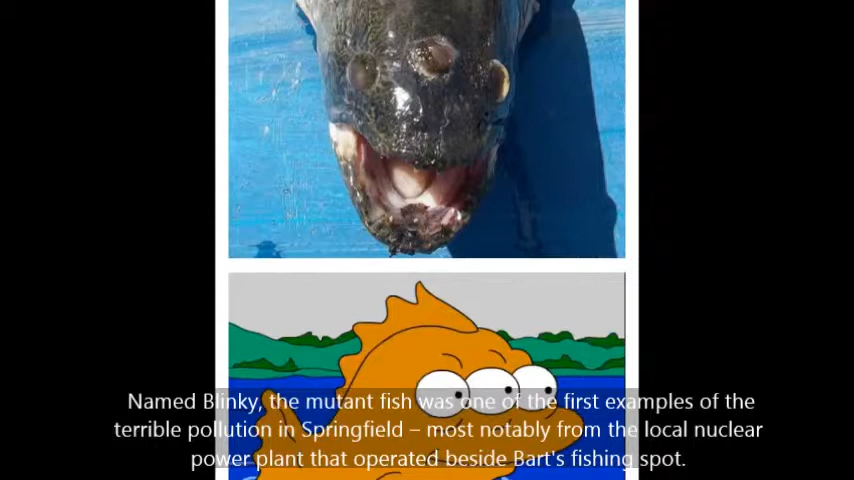 Named Blinky, the mutant fish was one of the first examples of the
terrible pollution in Springfield – most notably from the local nuclear
power plant that operated beside Bart's fishing spot.